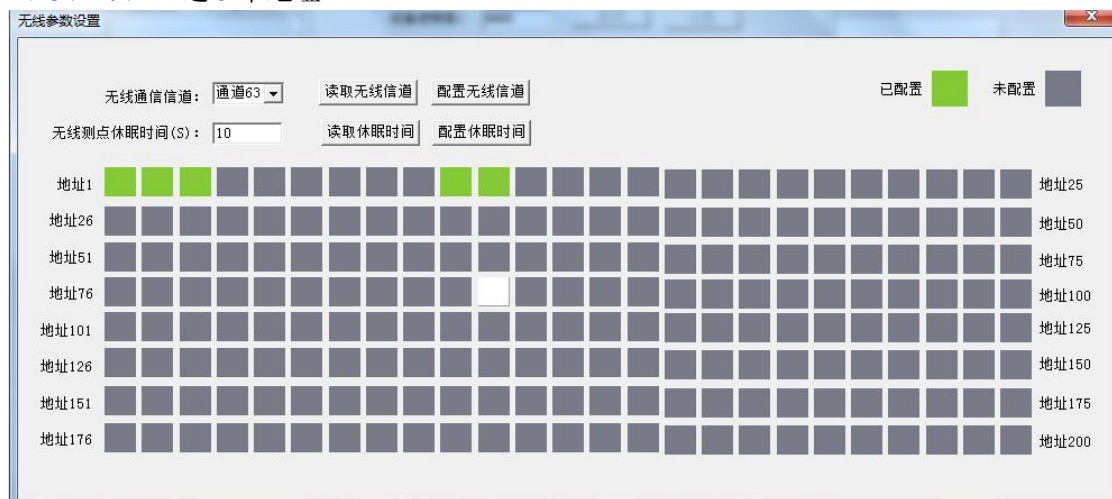 无线参数设置
无线通信信道: 通道63 读取无线信道 配置无线信道 已配置 未配置
无线测点休眠时间(S): 10 读取休眠时间 配置休眠时间
地址1 地址25
地址26 地址50
地址51 地址75
地址76 地址100
地址101 地址125
地址126 地址150
地址151 地址175
地址176 地址200